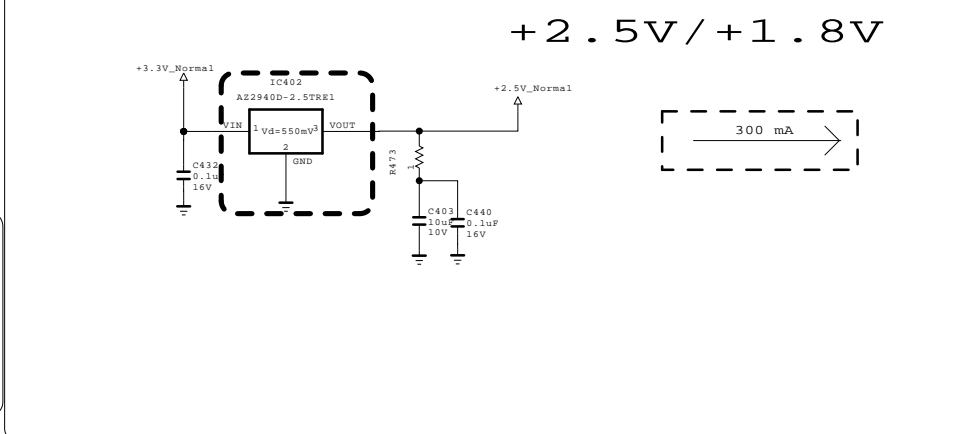 +2.5V/+1.8V
+3.3V_Normal
IC402
AZ2940D-2.5TRE1
VIN
1
Vd=550mV
3
VOUT
2
GND
C432
0.1u
16V
+2.5V_Normal
300 mA
R473
1
C403
10uF
10V
C440
0.1uF
16V